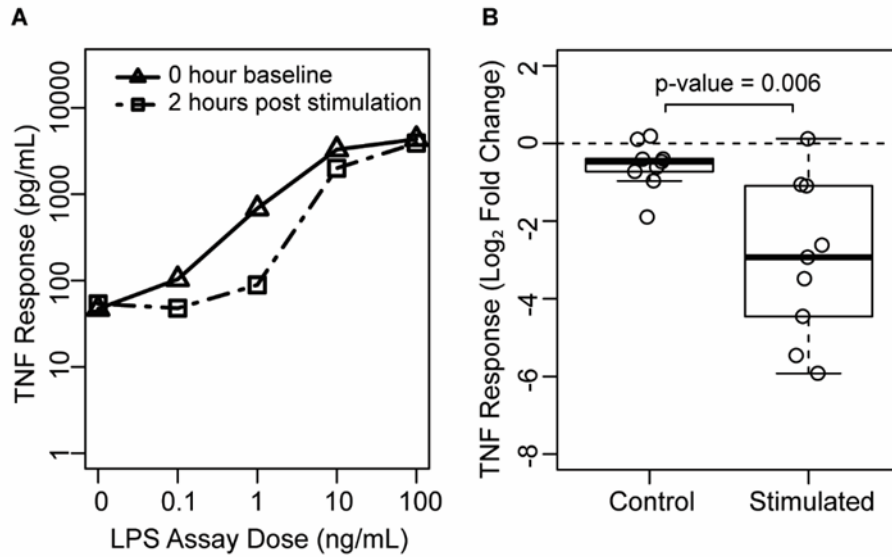 A
0 hour baseline
2 hours post stimulation
TNF Response (pg/mL)
10000
1000
100
10
1
0 0.1 1 10 100
LPS Assay Dose (ng/mL)
B
p-value = 0.006
TNF Response (Log₂ Fold Change)
2
0
-2
-4
-6
-8
Control Stimulated